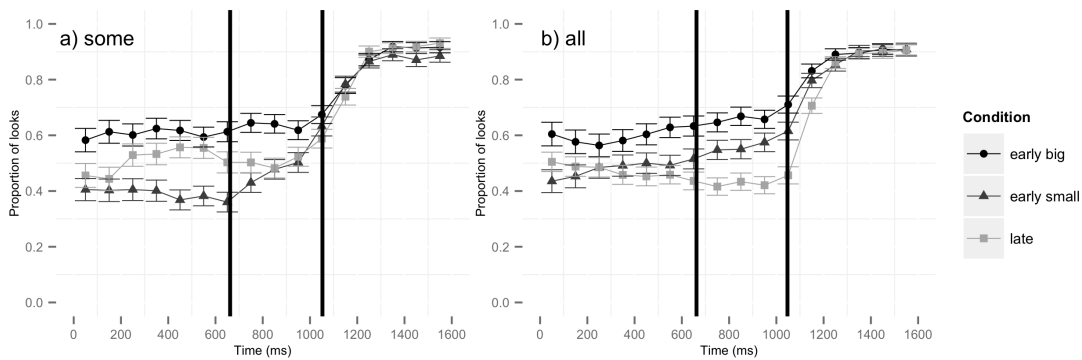 a) some
Proportion of looks
1.0
0.8
0.6
0.4
0.2
0.0
0 200 400 600 800 1000 1200 1400 1600
Time (ms)
b) all
Proportion of looks
1.0
0.8
0.6
0.4
0.2
0.0
0 200 400 600 800 1000 1200 1400 1600
Time (ms)
Condition
early big
early small
late